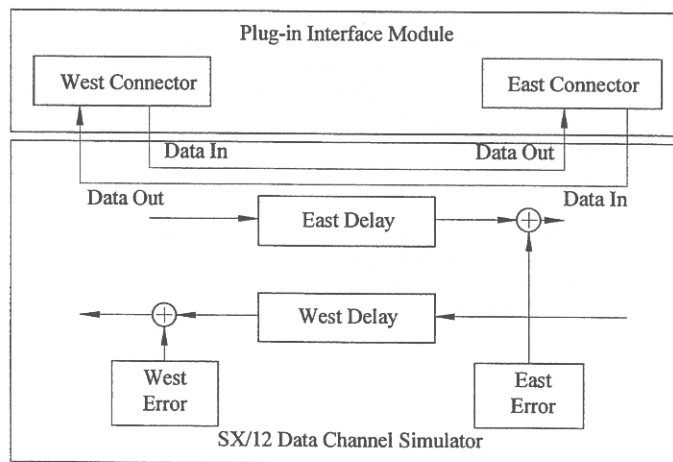 Plug-in Interface Module
West Connector
East Connector
Data In
Data Out
Data Out
Data In
East Delay
West Delay
West
Error
East
Error
SX/12 Data Channel Simulator